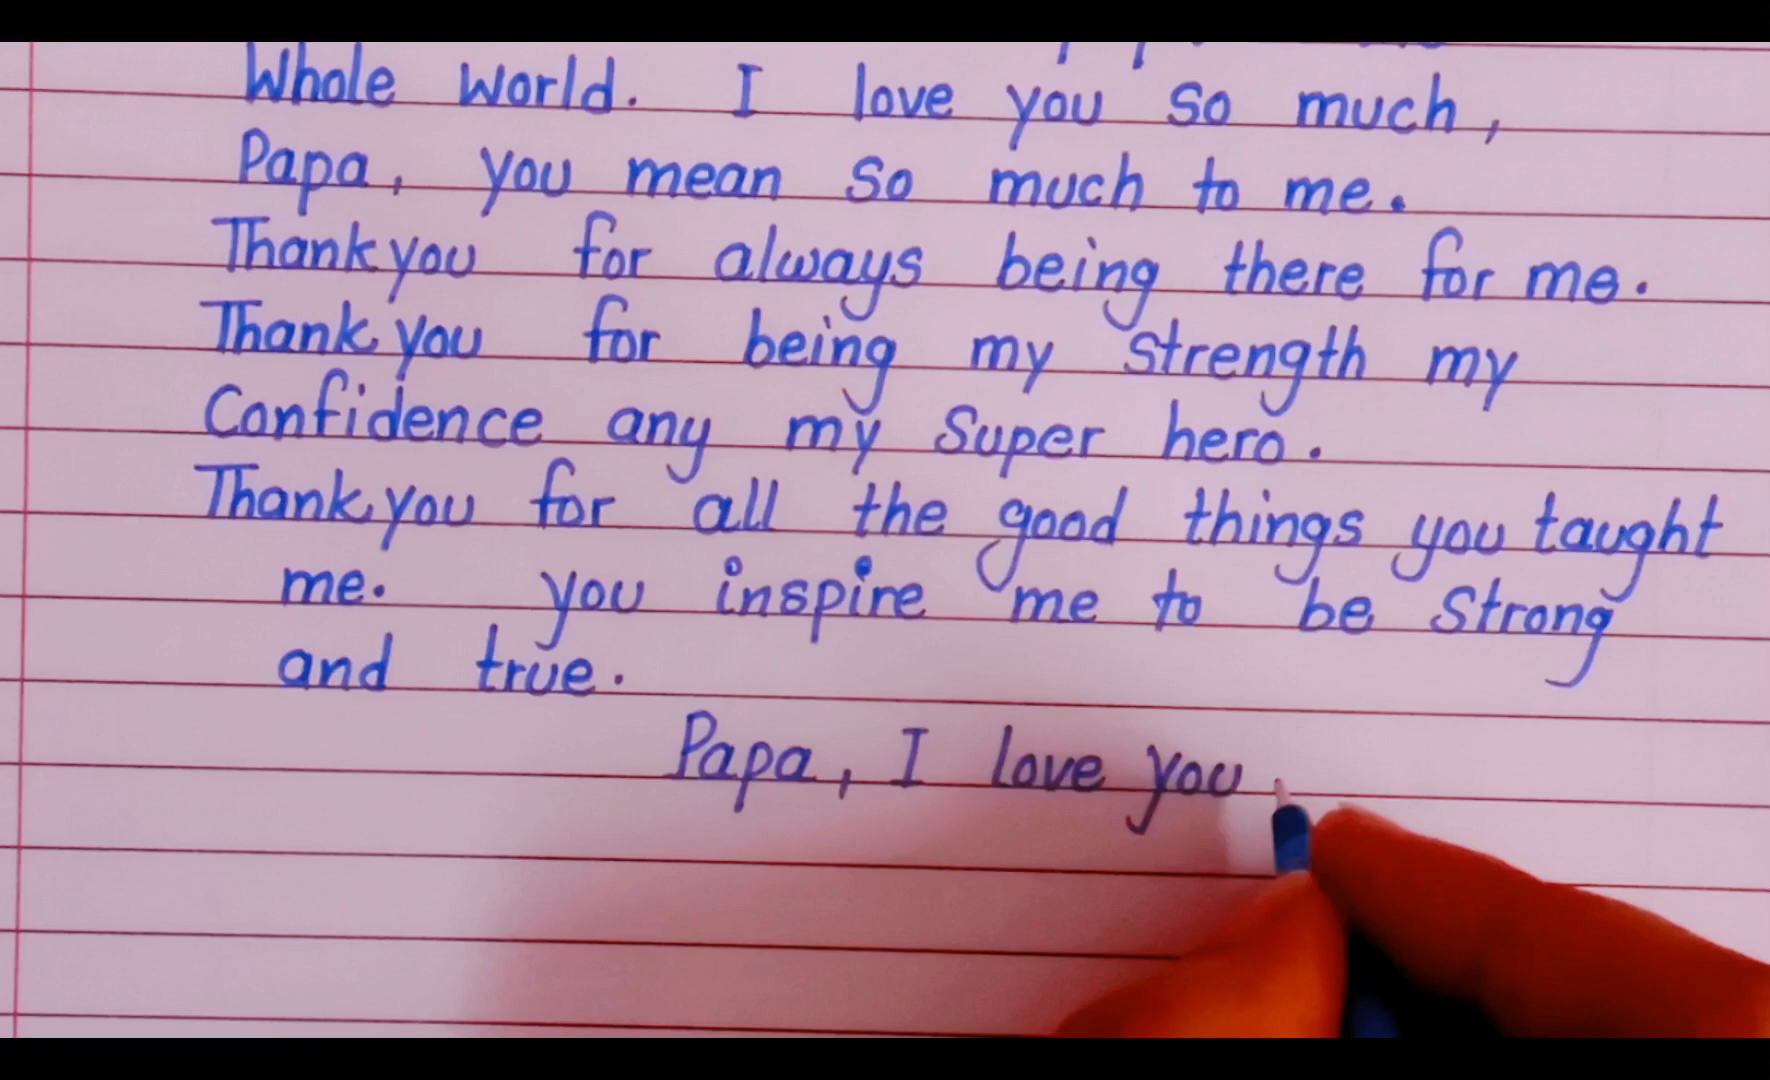 Whole World. I love you so much,
Papa, you mean so much to me.
Thank you for always being there for me.
Thank you for being my strength my
Confidence any my Super hero.
Thank you for all the good things you taught
me. you inspire me to be Strong
and true.
Papa, I love you